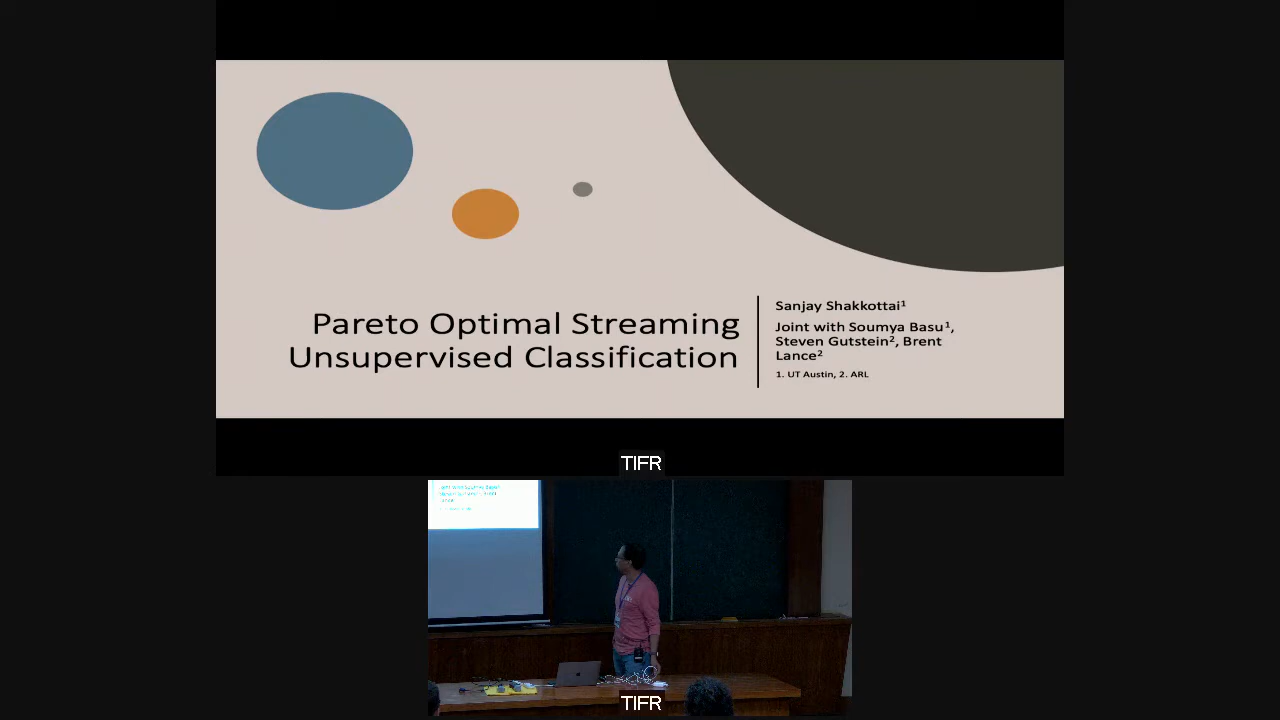 Pareto Optimal Streaming
Unsupervised Classification
Sanjay Shakkottai¹
Joint with Soumya Basu¹,
Steven Gutstein², Brent
Lance²
1. UT Austin, 2. ARL
TIFR
TIFR